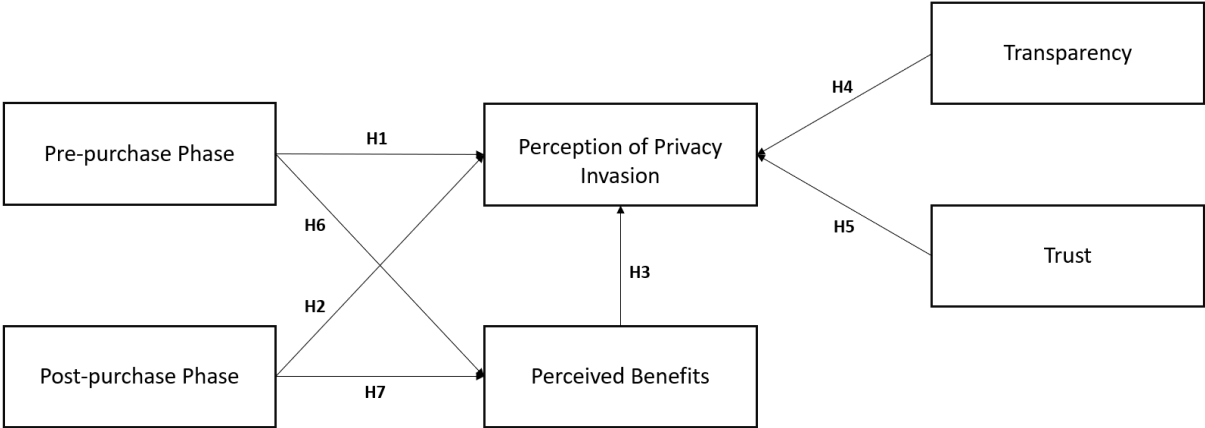 Transparency
H4
Pre-purchase Phase
H1
Perception of Privacy
Invasion
H6
H5
Trust
H3
H2
Post-purchase Phase
H7
Perceived Benefits